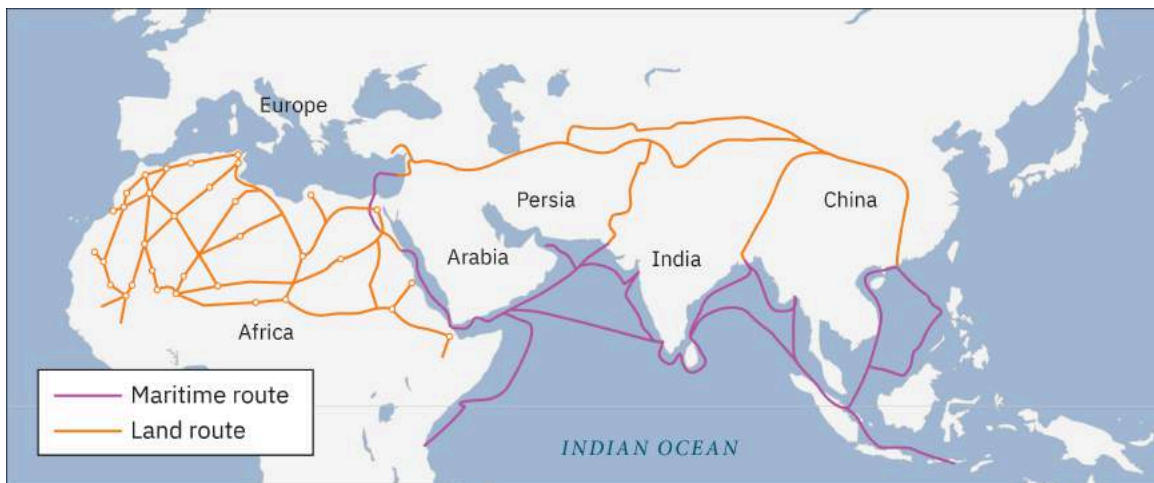 Europe
Persia
China
Arabia
India
Africa
Maritime route
Land route
INDIAN OCEAN